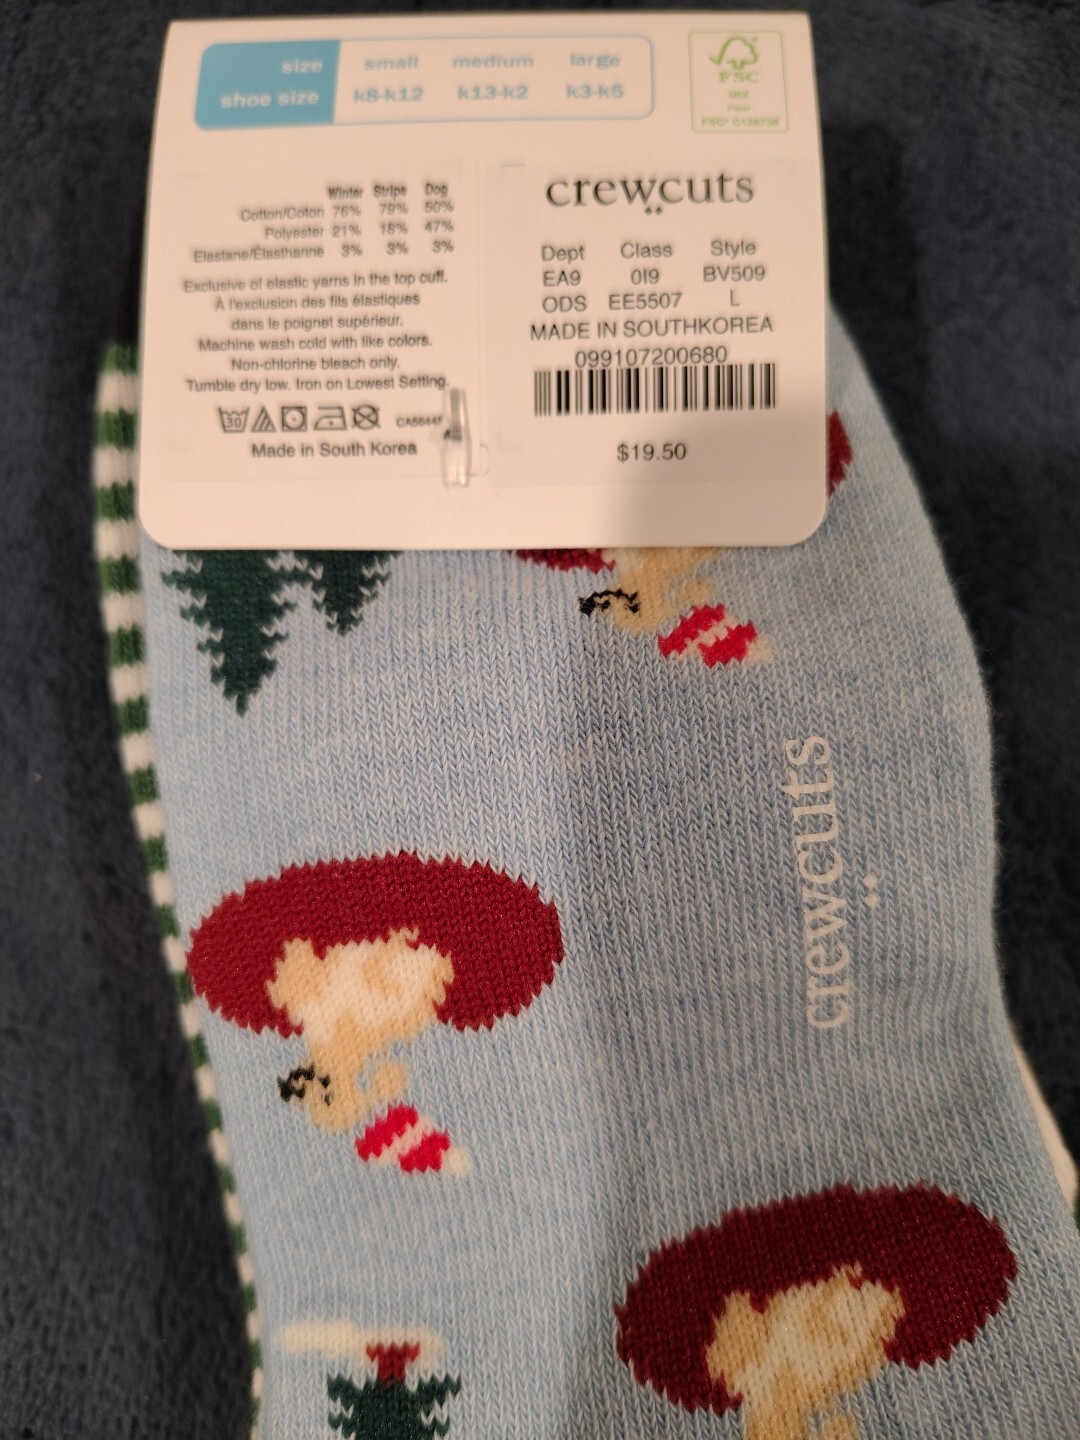 size small medium large
shoe size k8-k12 k13-k2 k3-k5
FSC
MIX
Paper
FSC® C128738
Winter Stripe Dog
Cotton/Coton 76% 79% 50%
Polyester 21% 18% 47%
Elastane/Élasthanne 3% 3% 3%
Exclusive of elastic yarns in the top cuff.
À l'exclusion des fils élastiques
dans le poignet supérieur.
Machine wash cold with like colors.
Non-chlorine bleach only.
Tumble dry low. Iron on Lowest Setting.
30
Made in South Korea
crewcuts
Dept Class Style
EA9 0I9 BV509
ODS EE5507 L
MADE IN SOUTHKOREA
099107200680
$19.50
crewcuts